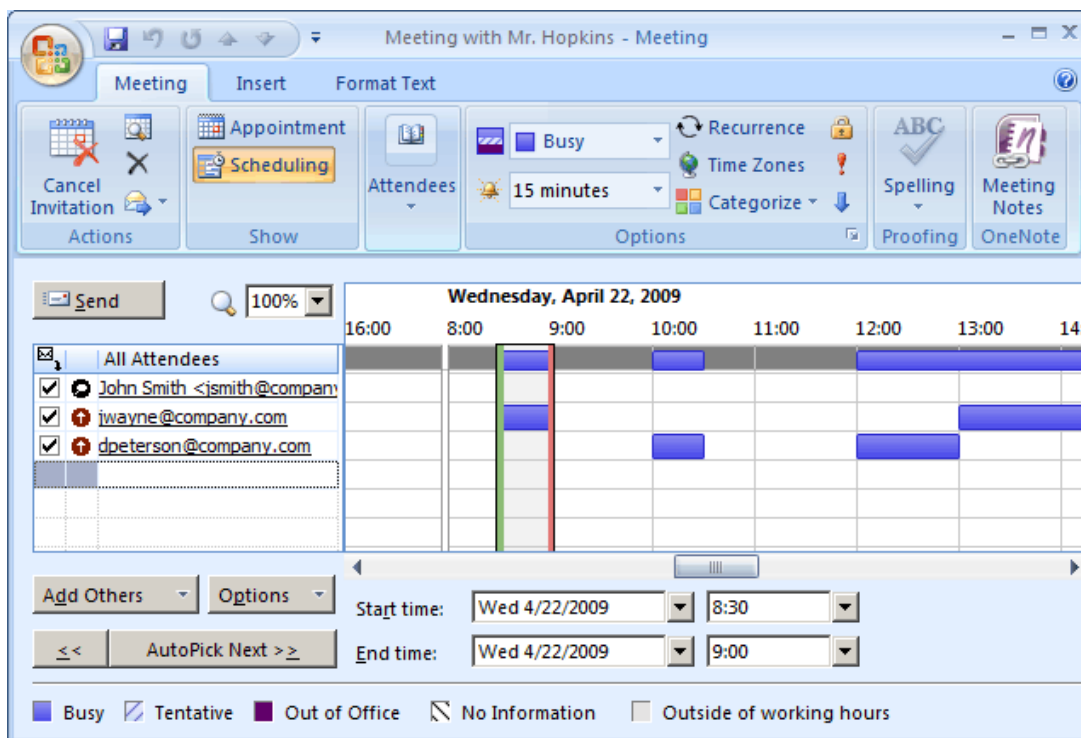 Meeting with Mr. Hopkins - Meeting
Meeting Insert Format Text
Cancel Invitation
Actions
Appointment
Scheduling
Show
Attendees
Busy
15 minutes
Recurrence
Time Zones
Categorize
Options
ABC
Spelling
Proofing
Meeting Notes
OneNote
Send
100%
Wednesday, April 22, 2009
16:00 8:00 9:00 10:00 11:00 12:00 13:00 14:
All Attendees
John Smith <jsmith@company
jwayne@company.com
dpeterson@company.com
Add Others
Options
<<
AutoPick Next >>
Start time: Wed 4/22/2009 8:30
End time: Wed 4/22/2009 9:00
Busy Tentative Out of Office No Information Outside of working hours